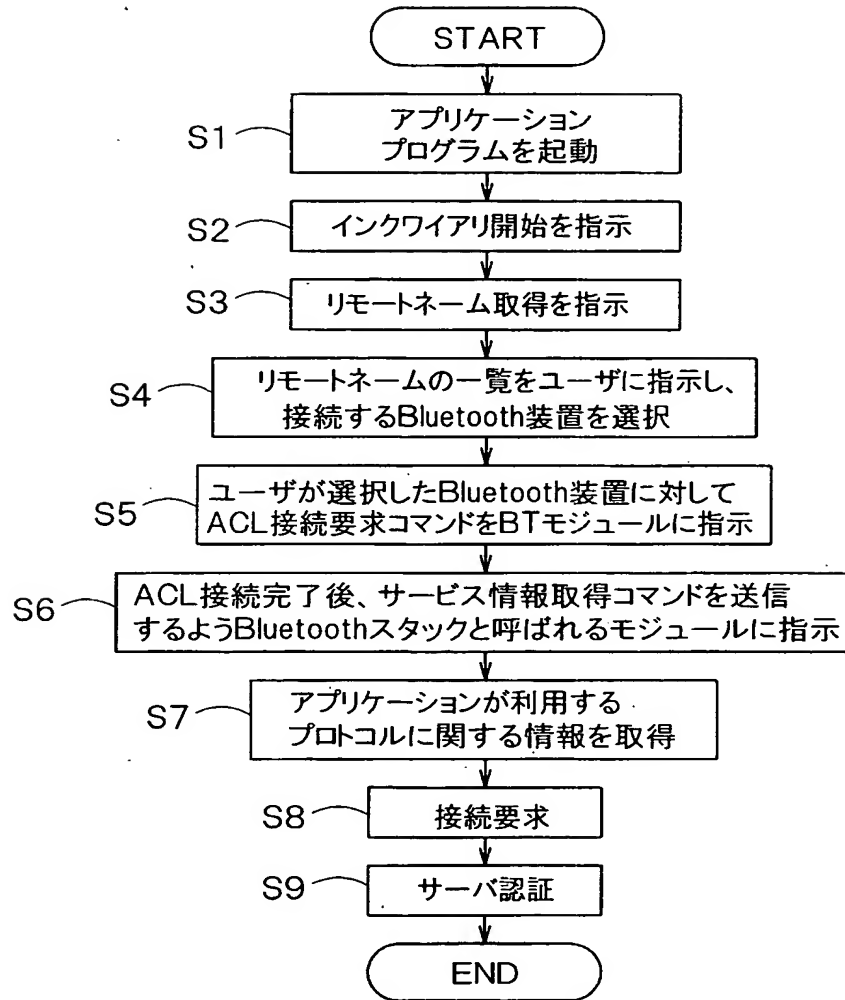 START
S1
アプリケーション
プログラムを起動
S2
インクワイアリ開始を指示
S3
リモートネーム取得を指示
S4
リモートネームの一覧をユーザに指示し、
接続するBluetooth装置を選択
S5
ユーザが選択したBluetooth装置に対して
ACL接続要求コマンドをBTモジュールに指示
S6
ACL接続完了後、サービス情報取得コマンドを送信
するようBluetoothスタックと呼ばれるモジュールに指示
S7
アプリケーションが利用する
プロトコルに関する情報を取得
S8
接続要求
S9
サーバ認証
END